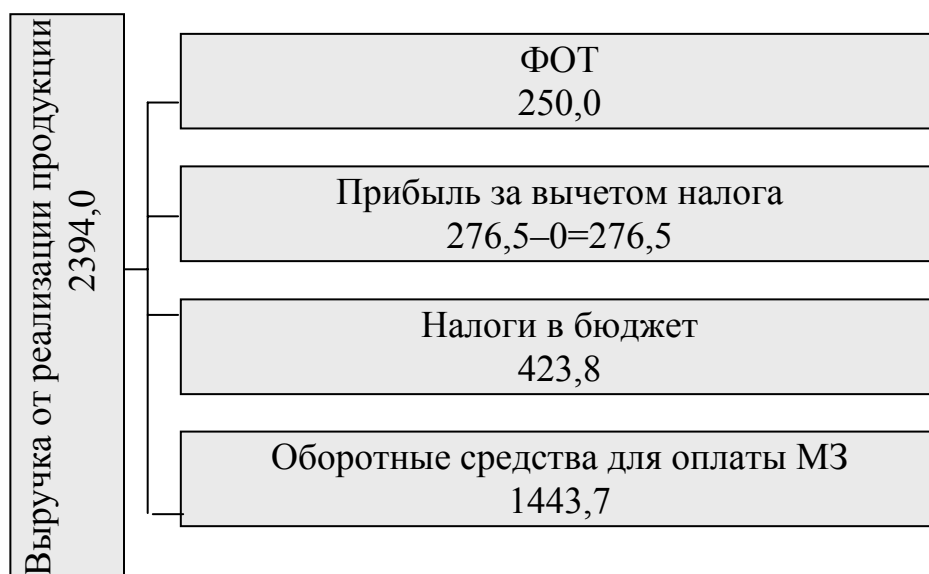 Выручка от реализации продукции
2394,0
ФОТ
250,0
Прибыль за вычетом налога
276,5–0=276,5
Налоги в бюджет
423,8
Оборотные средства для оплаты МЗ
1443,7